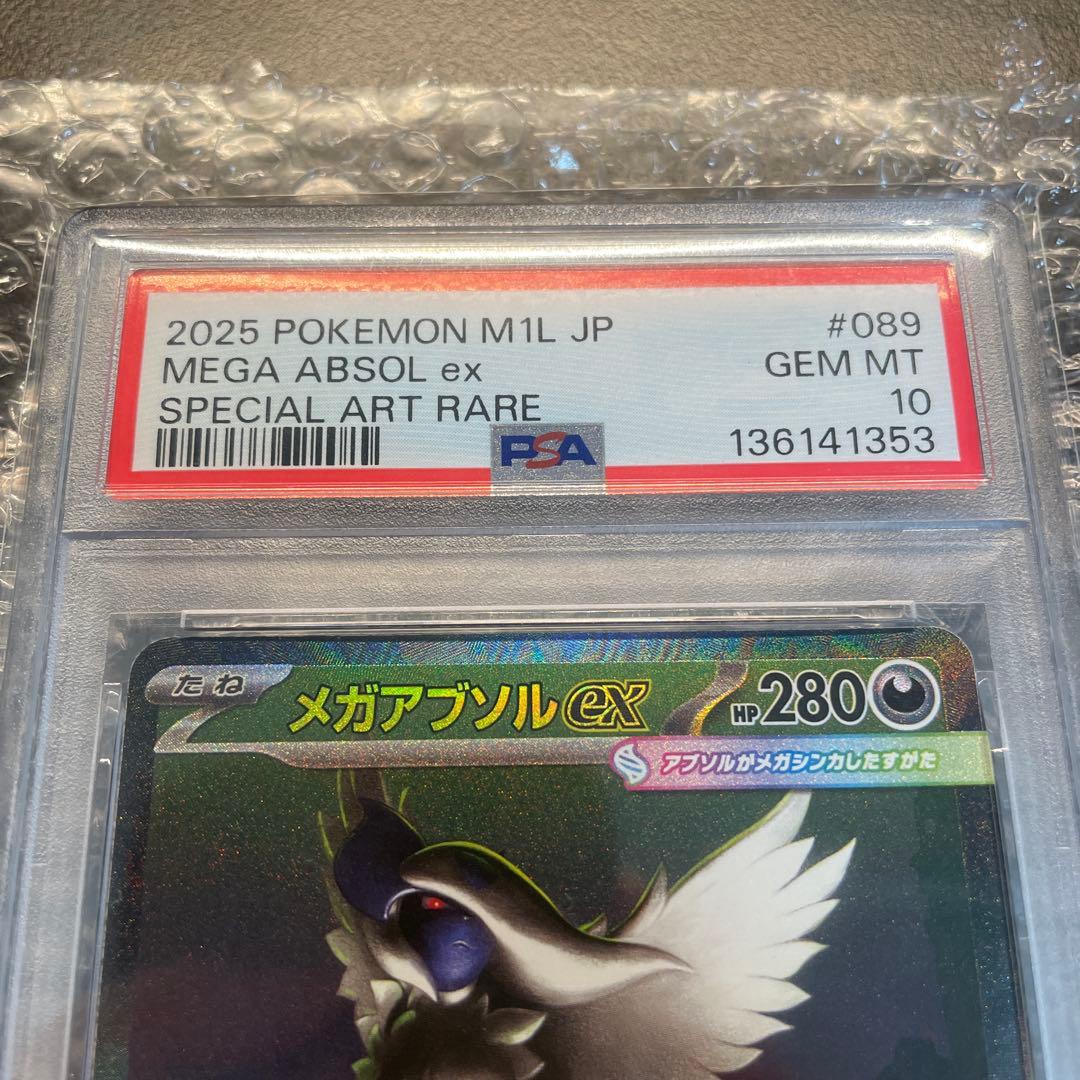 2025 POKEMON M1L JP #089
MEGA ABSOL ex GEM MT
SPECIAL ART RARE 10
PSA 136141353
たね メガアブソルex HP 280
アブソルがメガシンカしたすがた